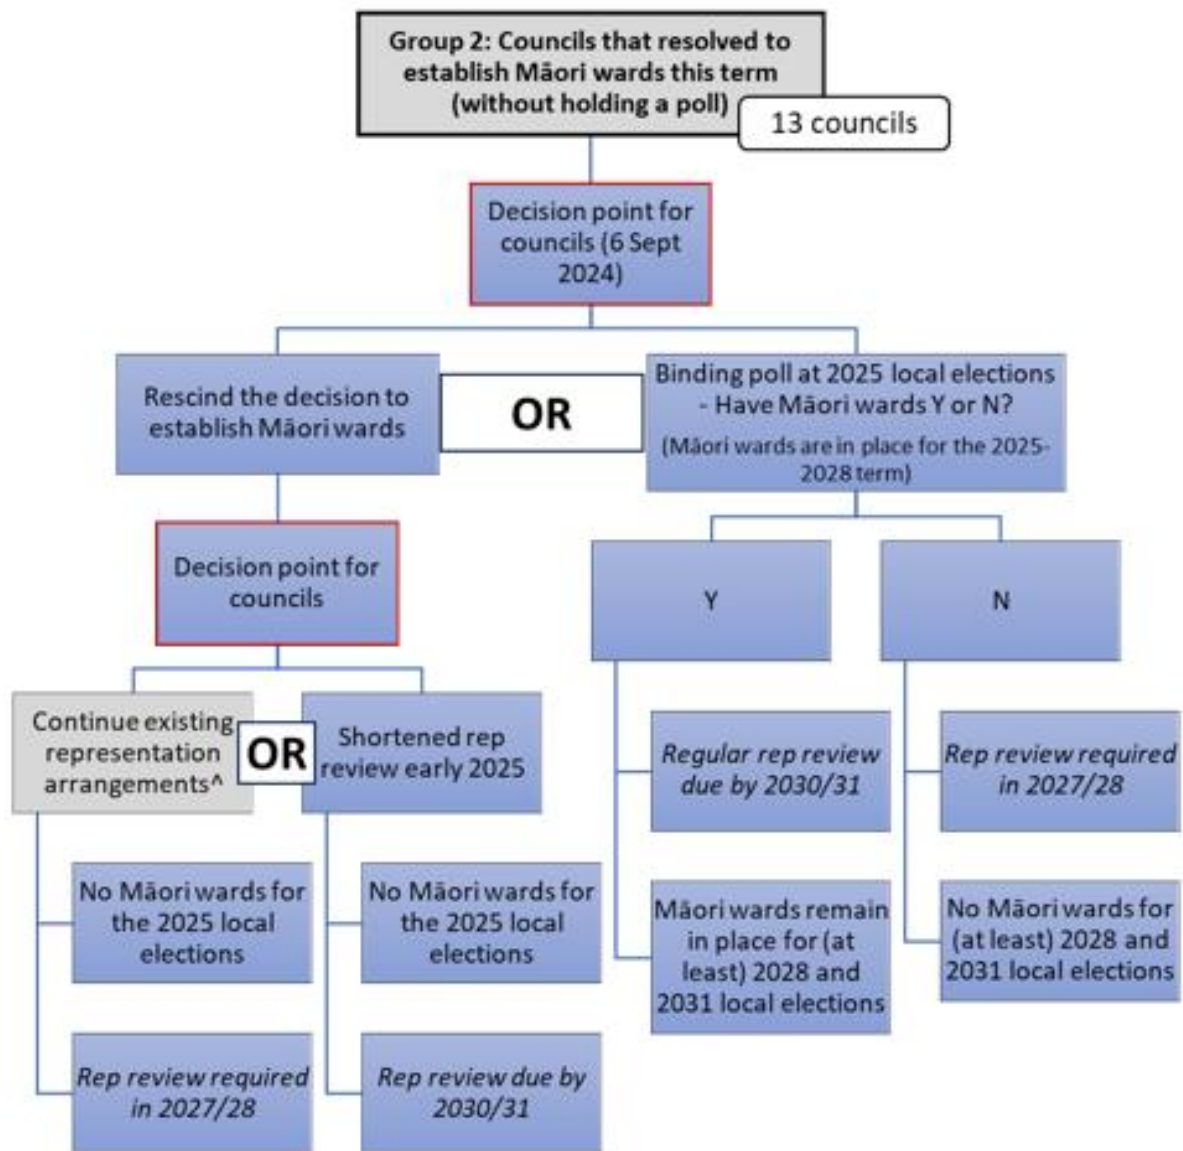 Group 2: Councils that resolved to
establish Māori wards this term
(without holding a poll)
13 councils
Decision point for
councils (6 Sept
2024)
Rescind the decision to
establish Māori wards
OR
Binding poll at 2025 local elections
- Have Māori wards Y or N?
(Māori wards are in place for the 2025-
2028 term)
Decision point for
councils
Y
N
Continue existing
representation
arrangements^
OR
Shortened rep
review early 2025
Regular rep review
due by 2030/31
Rep review required
in 2027/28
No Māori wards for
the 2025 local
elections
No Māori wards for
the 2025 local
elections
Māori wards remain
in place for (at
least) 2028 and
2031 local elections
No Māori wards for
(at least) 2028 and
2031 local elections
Rep review required
in 2027/28
Rep review due by
2030/31